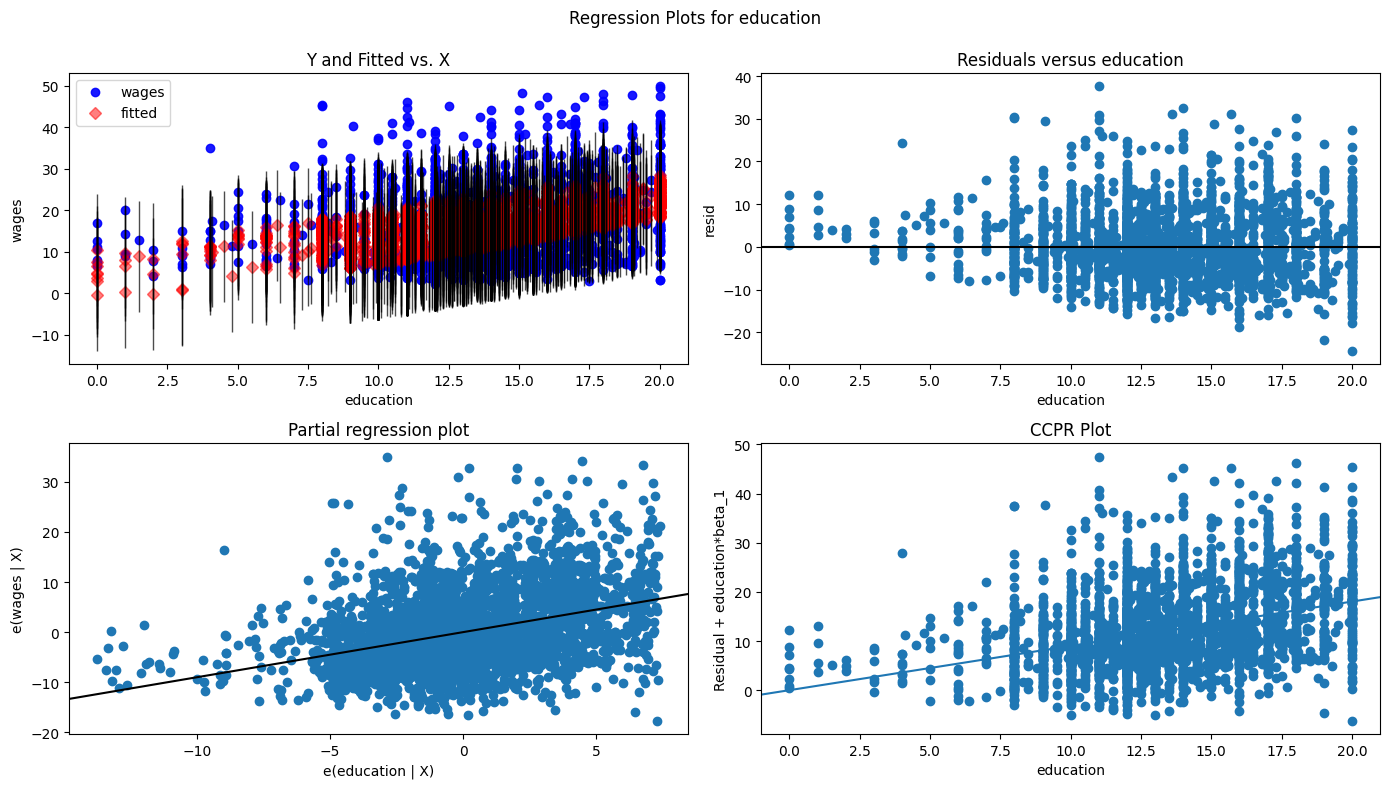 Regression Plots for education
Y and Fitted vs. X
wages
fitted
50
40
30
20
10
0
−10
wages
0.0 2.5 5.0 7.5 10.0 12.5 15.0 17.5 20.0
education
Residuals versus education
40
30
20
10
0
−10
−20
resid
0.0 2.5 5.0 7.5 10.0 12.5 15.0 17.5 20.0
education
Partial regression plot
30
20
10
0
−10
−20
e(wages | X)
−10 −5 0 5
e(education | X)
CCPR Plot
50
40
30
20
10
0
Residual + education*beta_1
0.0 2.5 5.0 7.5 10.0 12.5 15.0 17.5 20.0
education